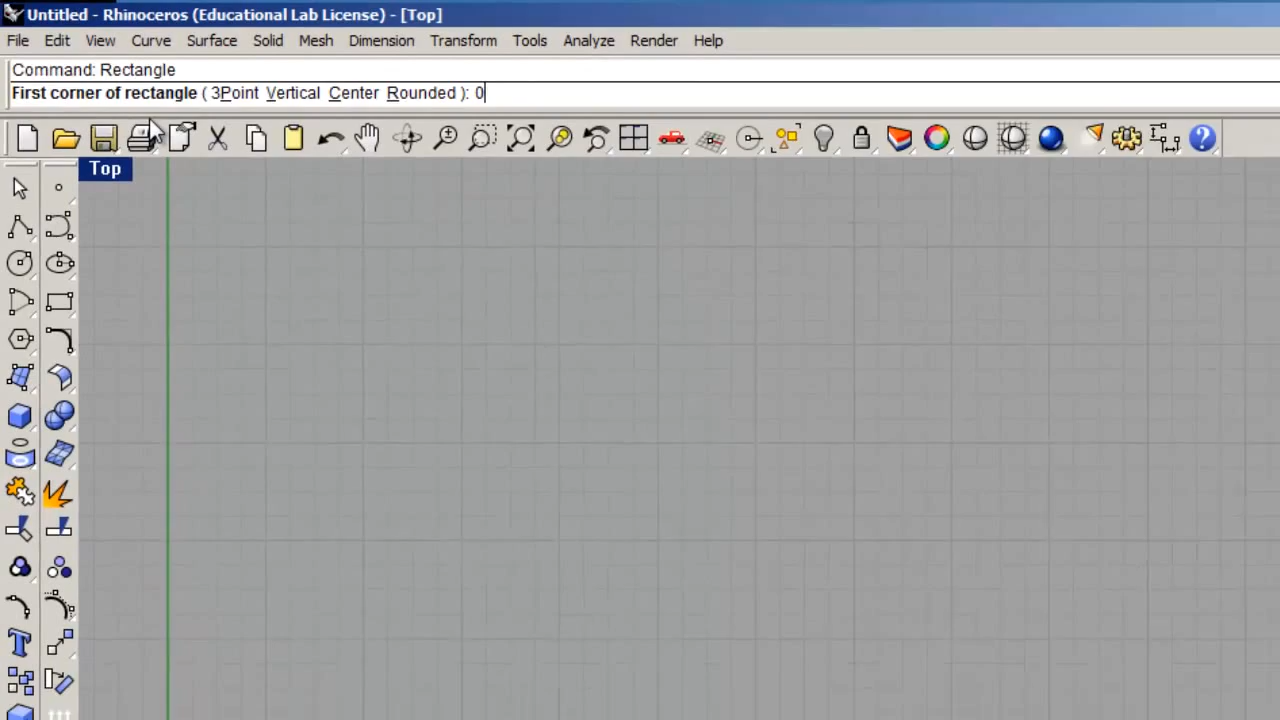 Untitled - Rhinoceros (Educational Lab License) - [Top]
File Edit View Curve Surface Solid Mesh Dimension Transform Tools Analyze Render Help
Command: Rectangle
First corner of rectangle ( 3Point Vertical Center Rounded ): 0
Top